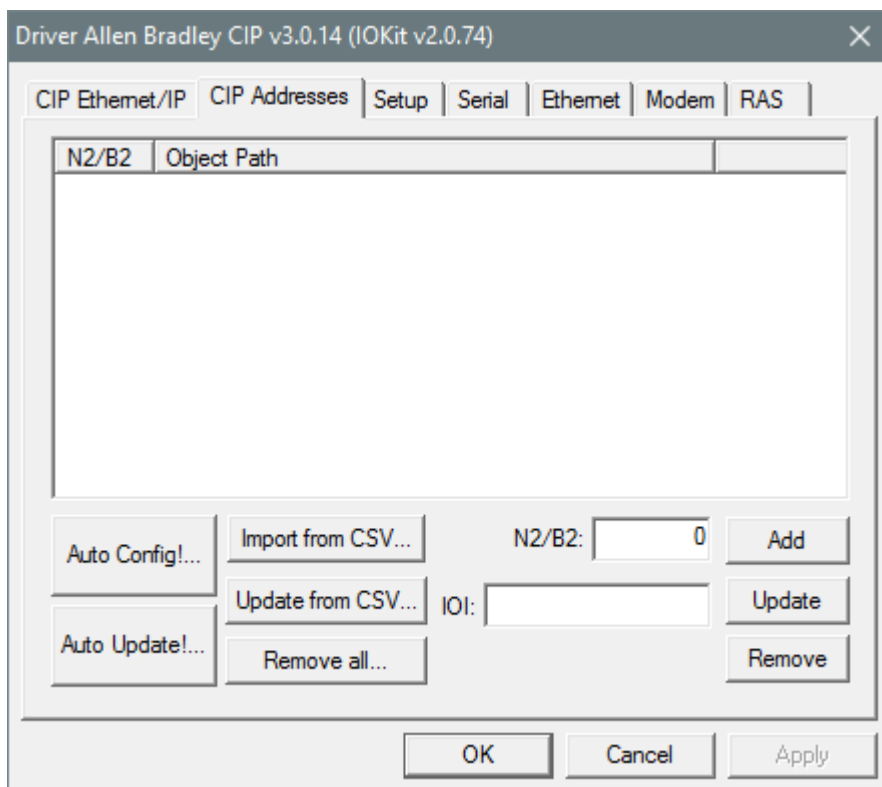 Driver Allen Bradley CIP v3.0.14 (IOKit v2.0.74)
CIP Ethernet/IP CIP Addresses Setup Serial Ethernet Modem RAS
N2/B2 Object Path
Auto Config!...
Import from CSV...
N2/B2: 0
Add
Update from CSV...
IOI:
Update
Auto Update!...
Remove all...
Remove
OK Cancel Apply